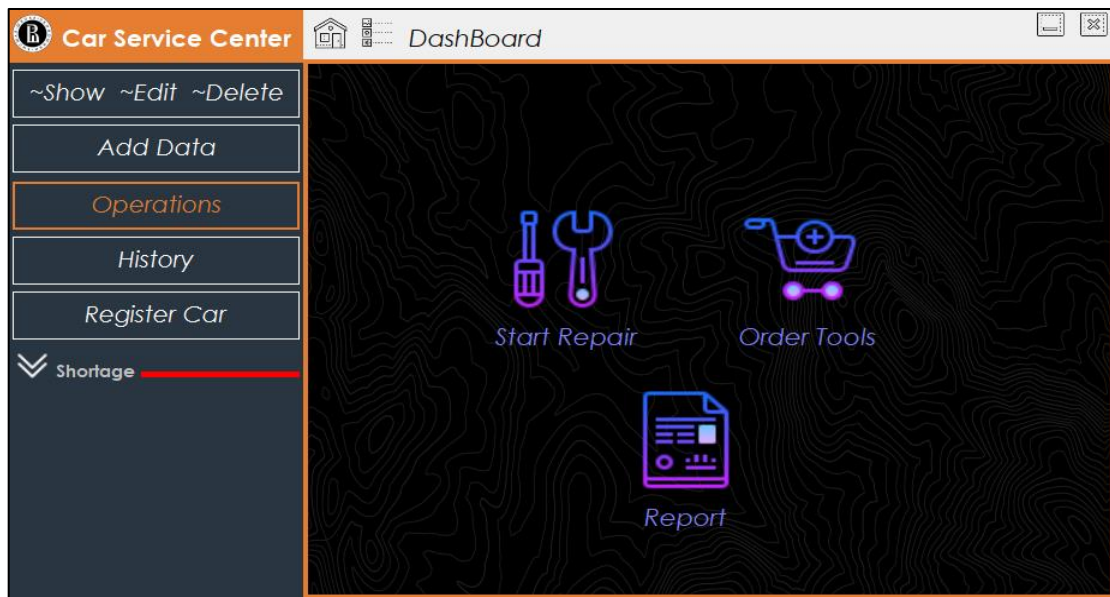 Car Service Center
DashBoard
~Show ~Edit ~Delete
Add Data
Operations
History
Register Car
Shortage
Start Repair
Order Tools
Report